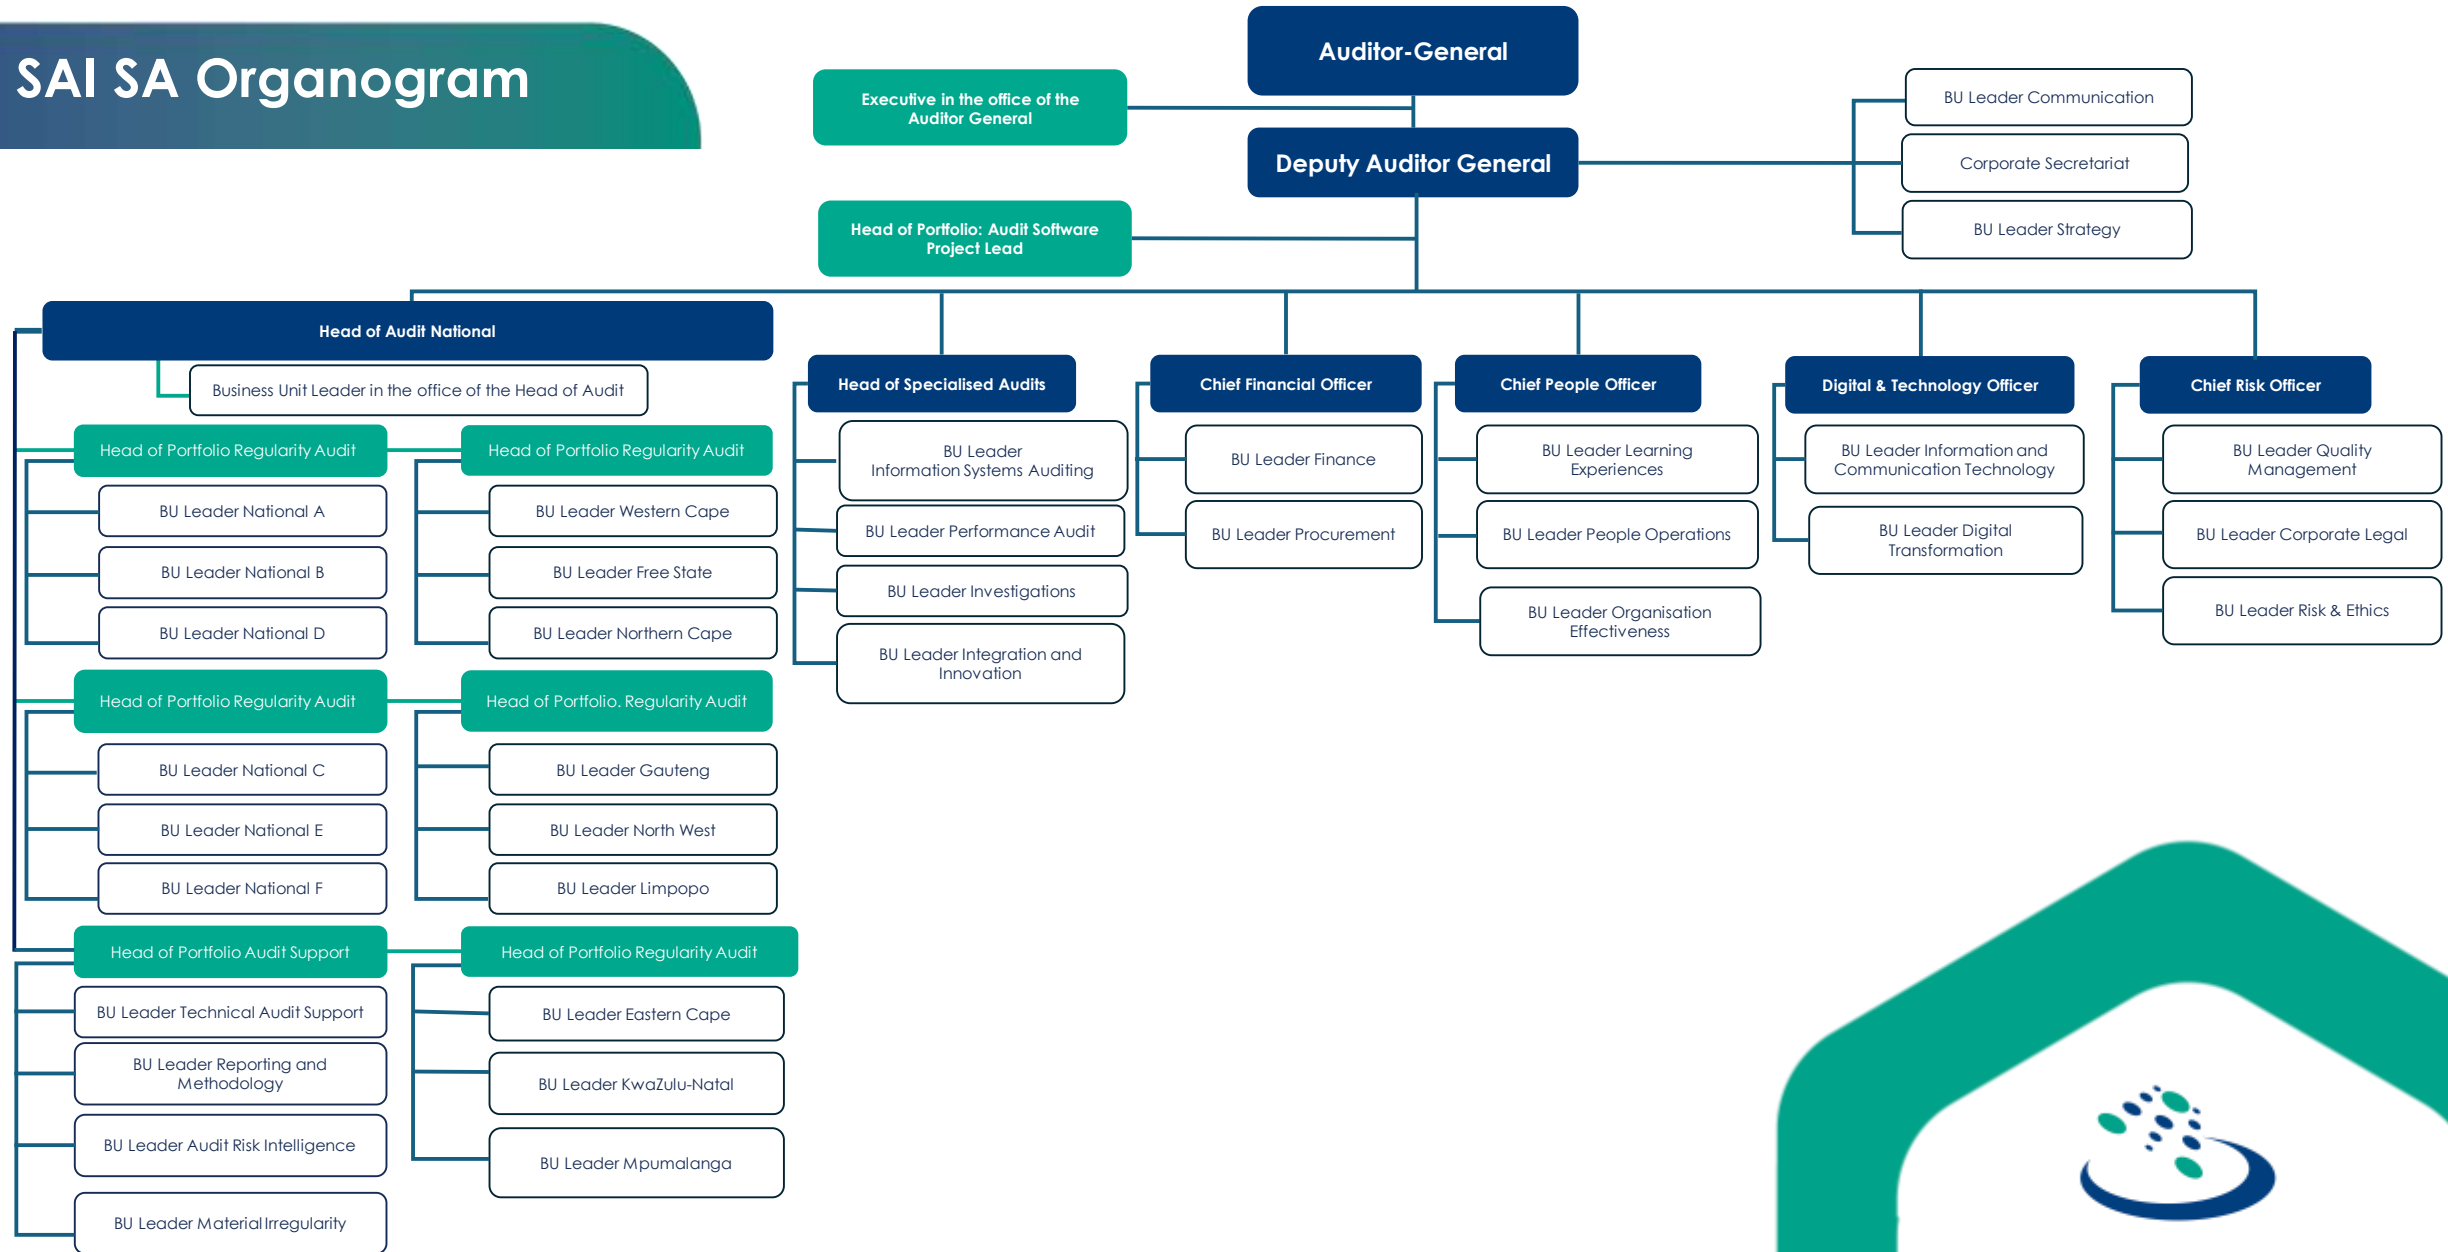 SAI SA Organogram
Auditor-General
Executive in the office of the
Auditor General
Deputy Auditor General
BU Leader Communication
Corporate Secretariat
BU Leader Strategy
Head of Portfolio: Audit Software
Project Lead
Head of Audit National
Business Unit Leader in the office of the Head of Audit
Head of Portfolio Regularity Audit
BU Leader National A
BU Leader National B
BU Leader National D
Head of Portfolio Regularity Audit
BU Leader Western Cape
BU Leader Free State
BU Leader Northern Cape
Head of Portfolio Regularity Audit
BU Leader National C
BU Leader National E
BU Leader National F
Head of Portfolio. Regularity Audit
BU Leader Gauteng
BU Leader North West
BU Leader Limpopo
Head of Portfolio Audit Support
BU Leader Technical Audit Support
BU Leader Reporting and
Methodology
BU Leader Audit Risk Intelligence
BU Leader Material Irregularity
Head of Portfolio Regularity Audit
BU Leader Eastern Cape
BU Leader KwaZulu-Natal
BU Leader Mpumalanga
Head of Specialised Audits
BU Leader
Information Systems Auditing
BU Leader Performance Audit
BU Leader Investigations
BU Leader Integration and
Innovation
Chief Financial Officer
BU Leader Finance
BU Leader Procurement
Chief People Officer
BU Leader Learning
Experiences
BU Leader People Operations
BU Leader Organisation
Effectiveness
Digital & Technology Officer
BU Leader Information and
Communication Technology
BU Leader Digital
Transformation
Chief Risk Officer
BU Leader Quality
Management
BU Leader Corporate Legal
BU Leader Risk & Ethics